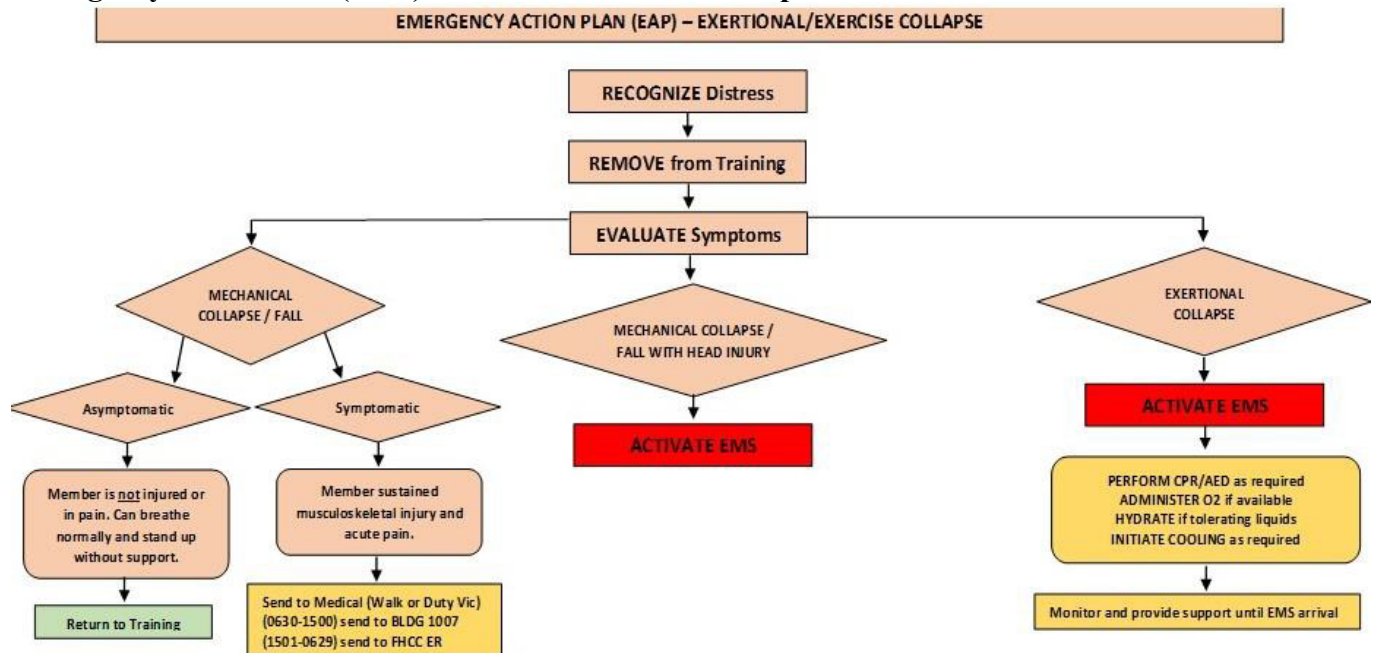 EMERGENCY ACTION PLAN (EAP) – EXERTIONAL/EXERCISE COLLAPSE
RECOGNIZE Distress
REMOVE from Training
EVALUATE Symptoms
MECHANICAL
COLLAPSE / FALL
MECHANICAL COLLAPSE /
FALL WITH HEAD INJURY
EXERTIONAL
COLLAPSE
Asymptomatic
Symptomatic
ACTIVATE EMS
ACTIVATE EMS
Member is not injured or
in pain. Can breathe
normally and stand up
without support.
Member sustained
musculoskeletal injury and
acute pain.
PERFORM CPR/AED as required
ADMINISTER O2 if available
HYDRATE if tolerating liquids
INITIATE COOLING as required
Return to Training
Send to Medical (Walk or Duty Vic)
(0630-1500) send to BLDG 1007
(1501-0629) send to FHCC ER
Monitor and provide support until EMS arrival